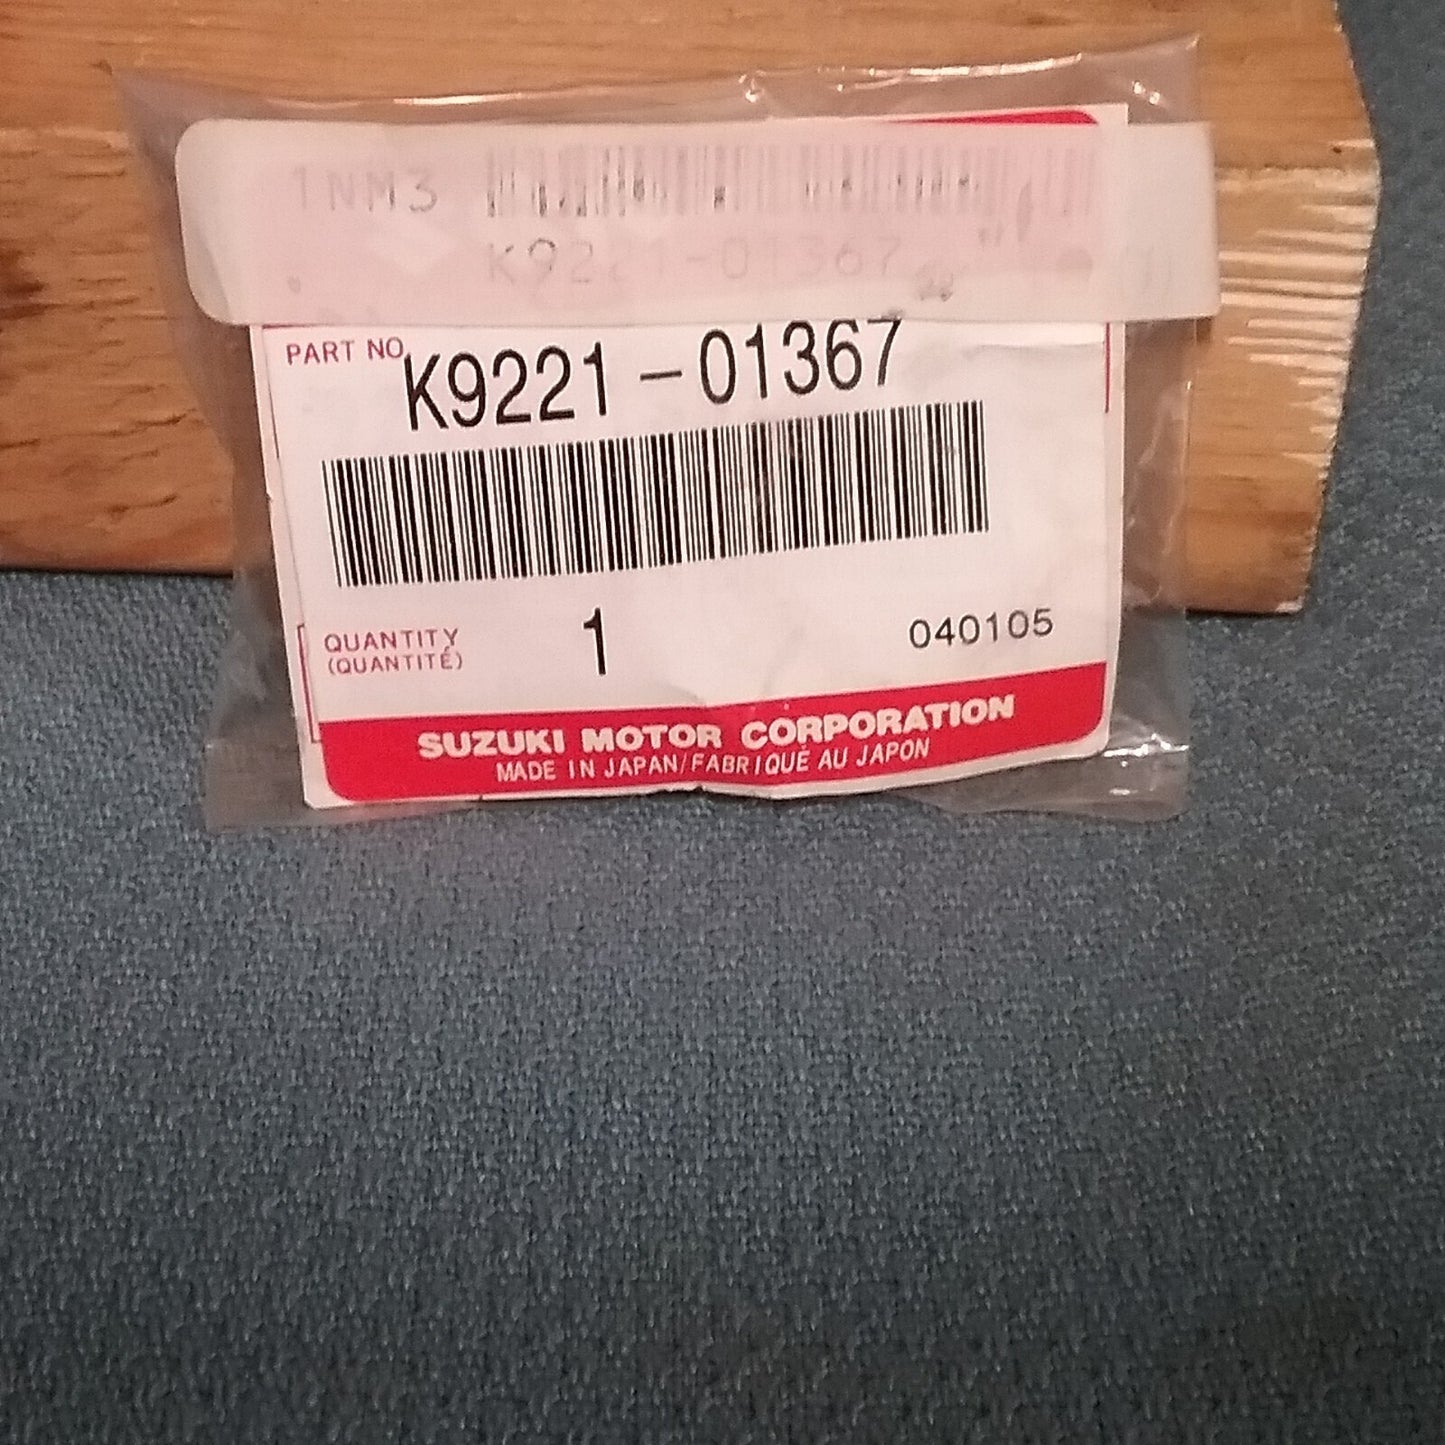 1NM3
K9221-01367
PART NO.
K9221-01367
QUANTITY
(QUANTITÉ)
1
040105
SUZUKI MOTOR CORPORATION
MADE IN JAPAN/FABRIQUÉ AU JAPON